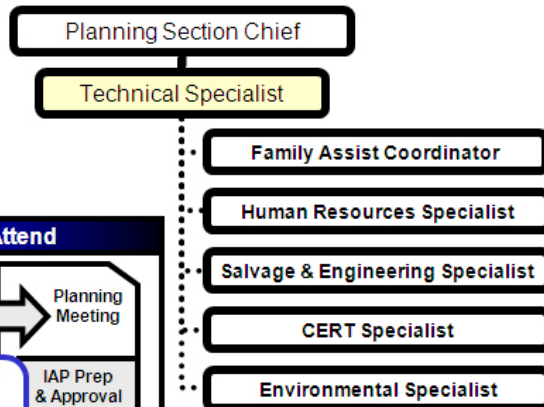 Planning Section Chief
Technical Specialist
Family Assist Coordinator
Human Resources Specialist
Salvage & Engineering Specialist
CERT Specialist
Environmental Specialist
Attend
Planning
Meeting
IAP Prep
& Approval